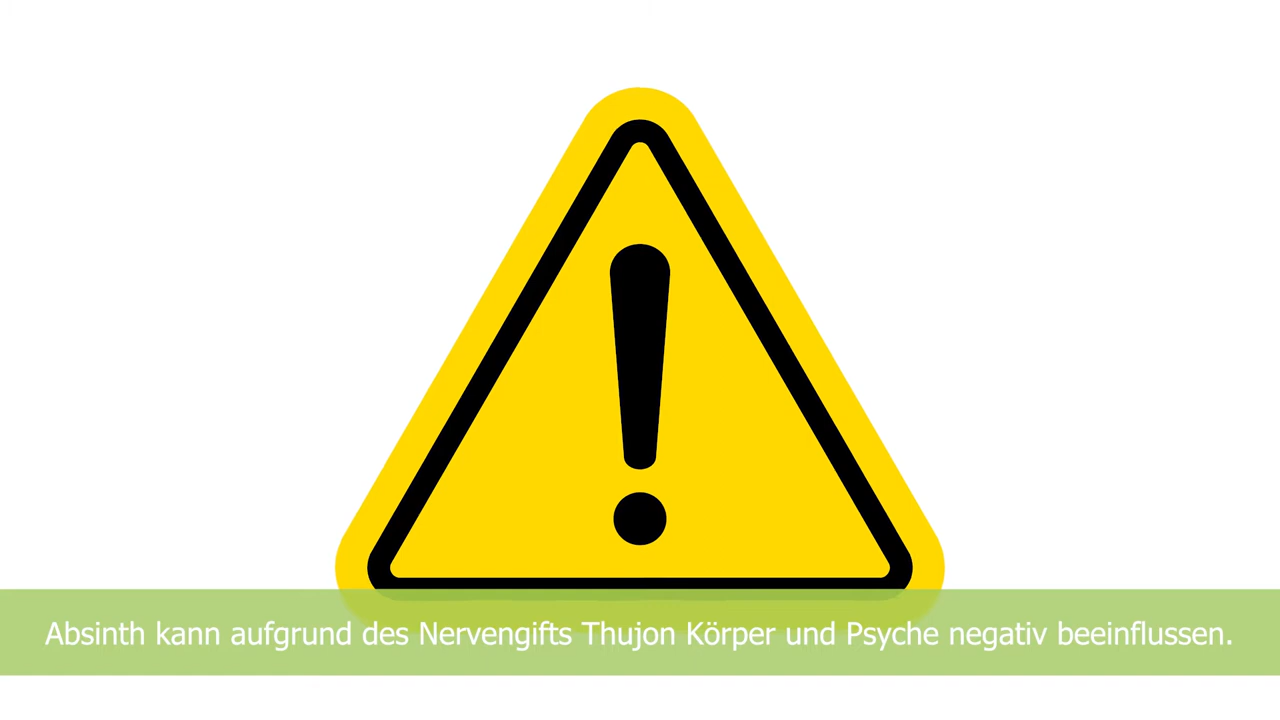 Absinth kann aufgrund des Nervengifts Thujon Körper und Psyche negativ beeinflussen.